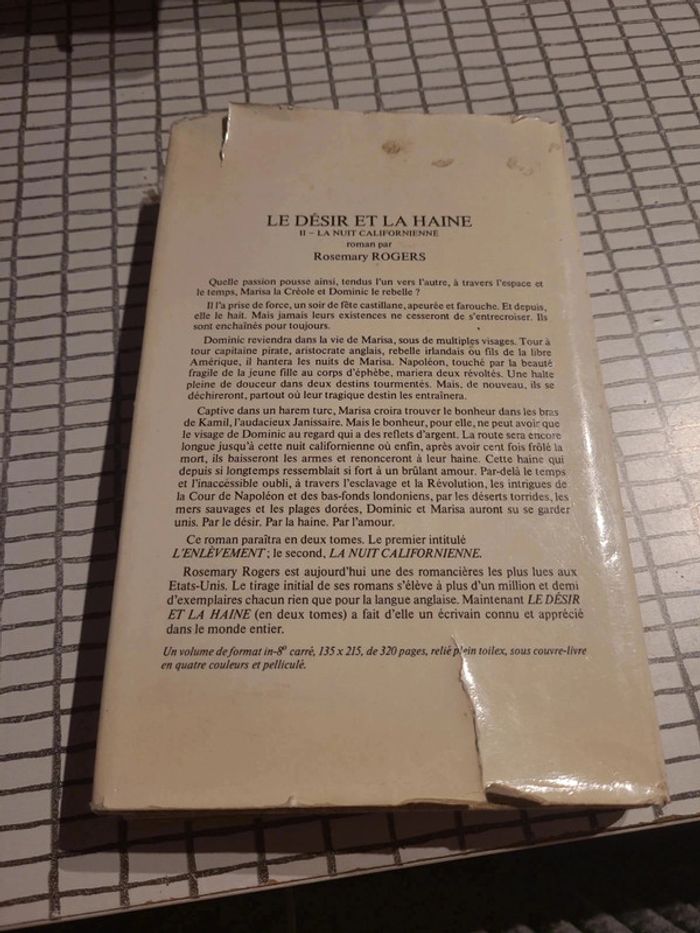 LE DÉSIR ET LA HAINE
II – LA NUIT CALIFORNIENNE
roman par
Rosemary ROGERS
Quelle passion pousse ainsi, tendus l'un vers l'autre, à travers l'espace et
le temps, Marisa la Créole et Dominic le rebelle ?
Il l'a prise de force, un soir de fête castillane, apeurée et farouche. Et depuis,
elle le hait. Mais jamais leurs existences ne cesseront de s'entrecroiser. Ils
sont enchaînés pour toujours.
Dominic reviendra dans la vie de Marisa, sous de multiples visages. Tour à
tour capitaine pirate, aristocrate anglais, rebelle irlandais ou fils de la libre
Amérique, il hantera les nuits de Marisa. Napoléon, touché par la beauté
fragile de la jeune fille au corps d'éphèbe, mariera deux révoltés. Une halte
pleine de douceur dans deux destins tourmentés. Mais, de nouveau, ils se
déchireront, partout où leur tragique destin les entraînera.
Captive dans un harem turc, Marisa croira trouver le bonheur dans les bras
de Kamil, l'audacieux Janissaire. Mais le bonheur, pour elle, ne peut avoir que
le visage de Dominic au regard qui a des reflets d'argent. La route sera encore
longue jusqu'à cette nuit californienne où enfin, après avoir cent fois frôlé la
mort, ils baisseront les armes et renonceront à leur haine. Cette haine qui
depuis si longtemps ressemblait si fort à un brûlant amour. Par-delà le temps
et l'inaccessible oubli, à travers l'esclavage et la Révolution, les intrigues de
la Cour de Napoléon et des bas-fonds londoniens, par les déserts torrides, les
mers sauvages et les plages dorées, Dominic et Marisa auront su se garder
unis. Par le désir. Par la haine. Par l'amour.
Ce roman paraîtra en deux tomes. Le premier intitulé
L'ENLÈVEMENT ; le second, LA NUIT CALIFORNIENNE.
Rosemary Rogers est aujourd'hui une des romancières les plus lues aux
Etats-Unis. Le tirage initial de ses romans s'élève à plus d'un million et demi
d'exemplaires chacun rien que pour la langue anglaise. Maintenant LE DÉSIR
ET LA HAINE (en deux tomes) a fait d'elle un écrivain connu et apprécié
dans le monde entier.
Un volume de format in-8º carré, 135 x 215, de 320 pages, relié plein toilex, sous couvre-livre
en quatre couleurs et pelliculé.